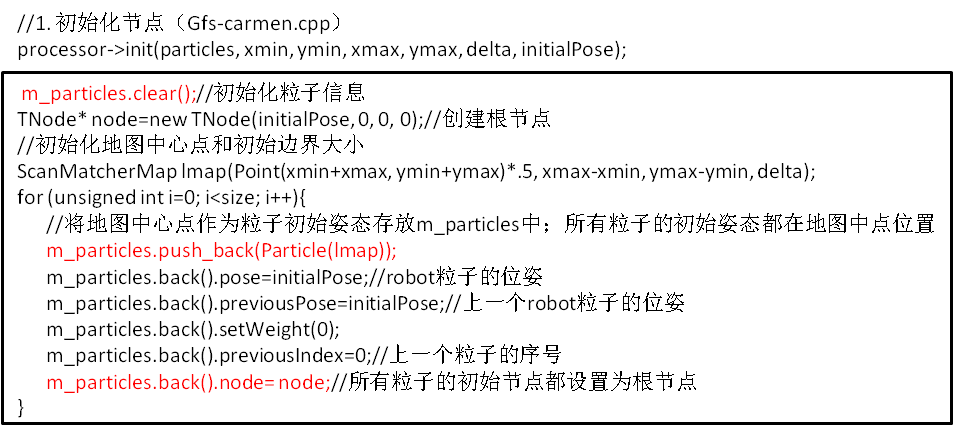 //1. 初始化节点（Gfs-carmen.cpp）
processor->init(particles, xmin, ymin, xmax, ymax, delta, initialPose);
m_particles.clear();//初始化粒子信息
TNode* node=new TNode(initialPose, 0, 0, 0);//创建根节点
//初始化地图中心点和初始边界大小
ScanMatcherMap lmap(Point(xmin+xmax, ymin+ymax)*.5, xmax-xmin, ymax-ymin, delta);
for (unsigned int i=0; i<size; i++){
//将地图中心点作为粒子初始姿态存放m_particles中；所有粒子的初始姿态都在地图中点位置
m_particles.push_back(Particle(lmap));
m_particles.back().pose=initialPose;//robot粒子的位姿
m_particles.back().previousPose=initialPose;//上一个robot粒子的位姿
m_particles.back().setWeight(0);
m_particles.back().previousIndex=0;//上一个粒子的序号
m_particles.back().node= node;//所有粒子的初始节点都设置为根节点
}